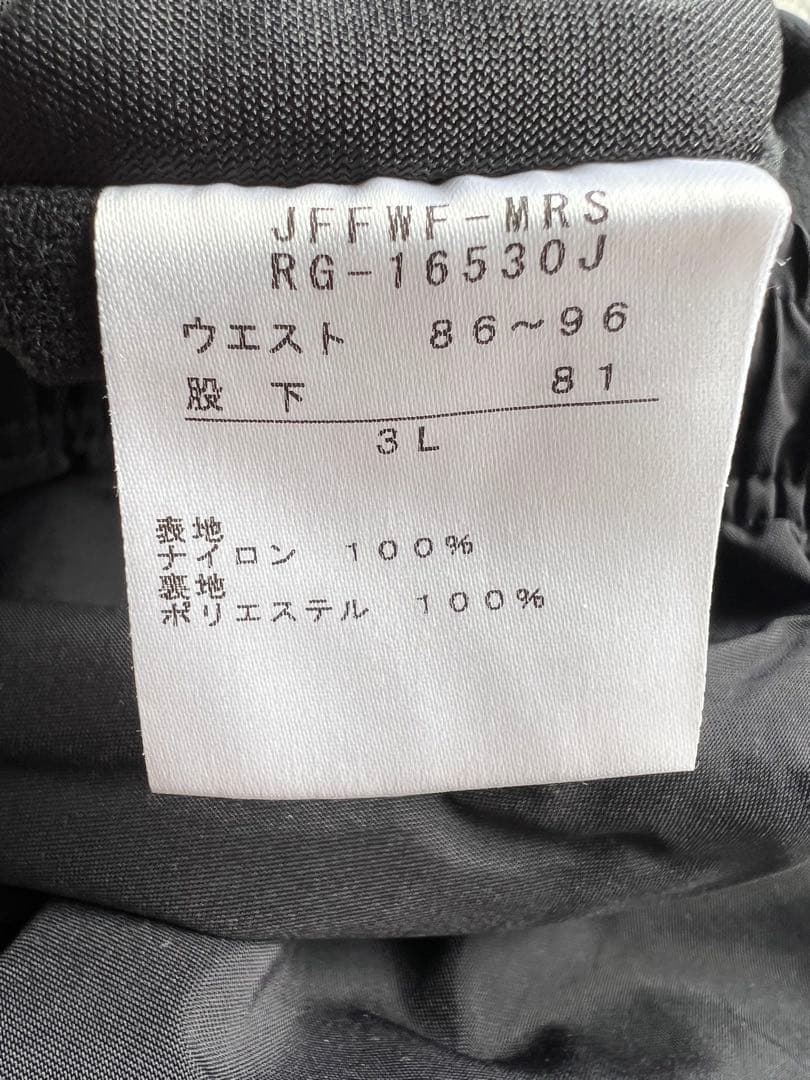 JFFWF-MRS
RG-16530J
ウエスト 86～96
股下 81
3L
表地
ナイロン 100%
裏地
ポリエステル 100%